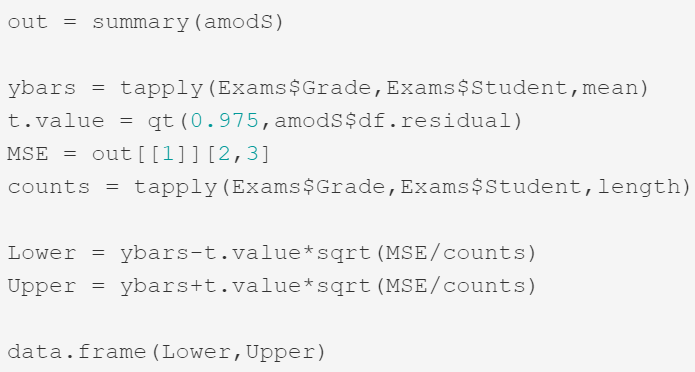 out = summary(amodS)
ybars = tapply(Exams$Grade,Exams$Student,mean)
t.value = qt(0.975,amodS$df.residual)
MSE = out[[1]][2,3]
counts = tapply(Exams$Grade,Exams$Student,length)
Lower = ybars-t.value*sqrt(MSE/counts)
Upper = ybars+t.value*sqrt(MSE/counts)
data.frame(Lower,Upper)